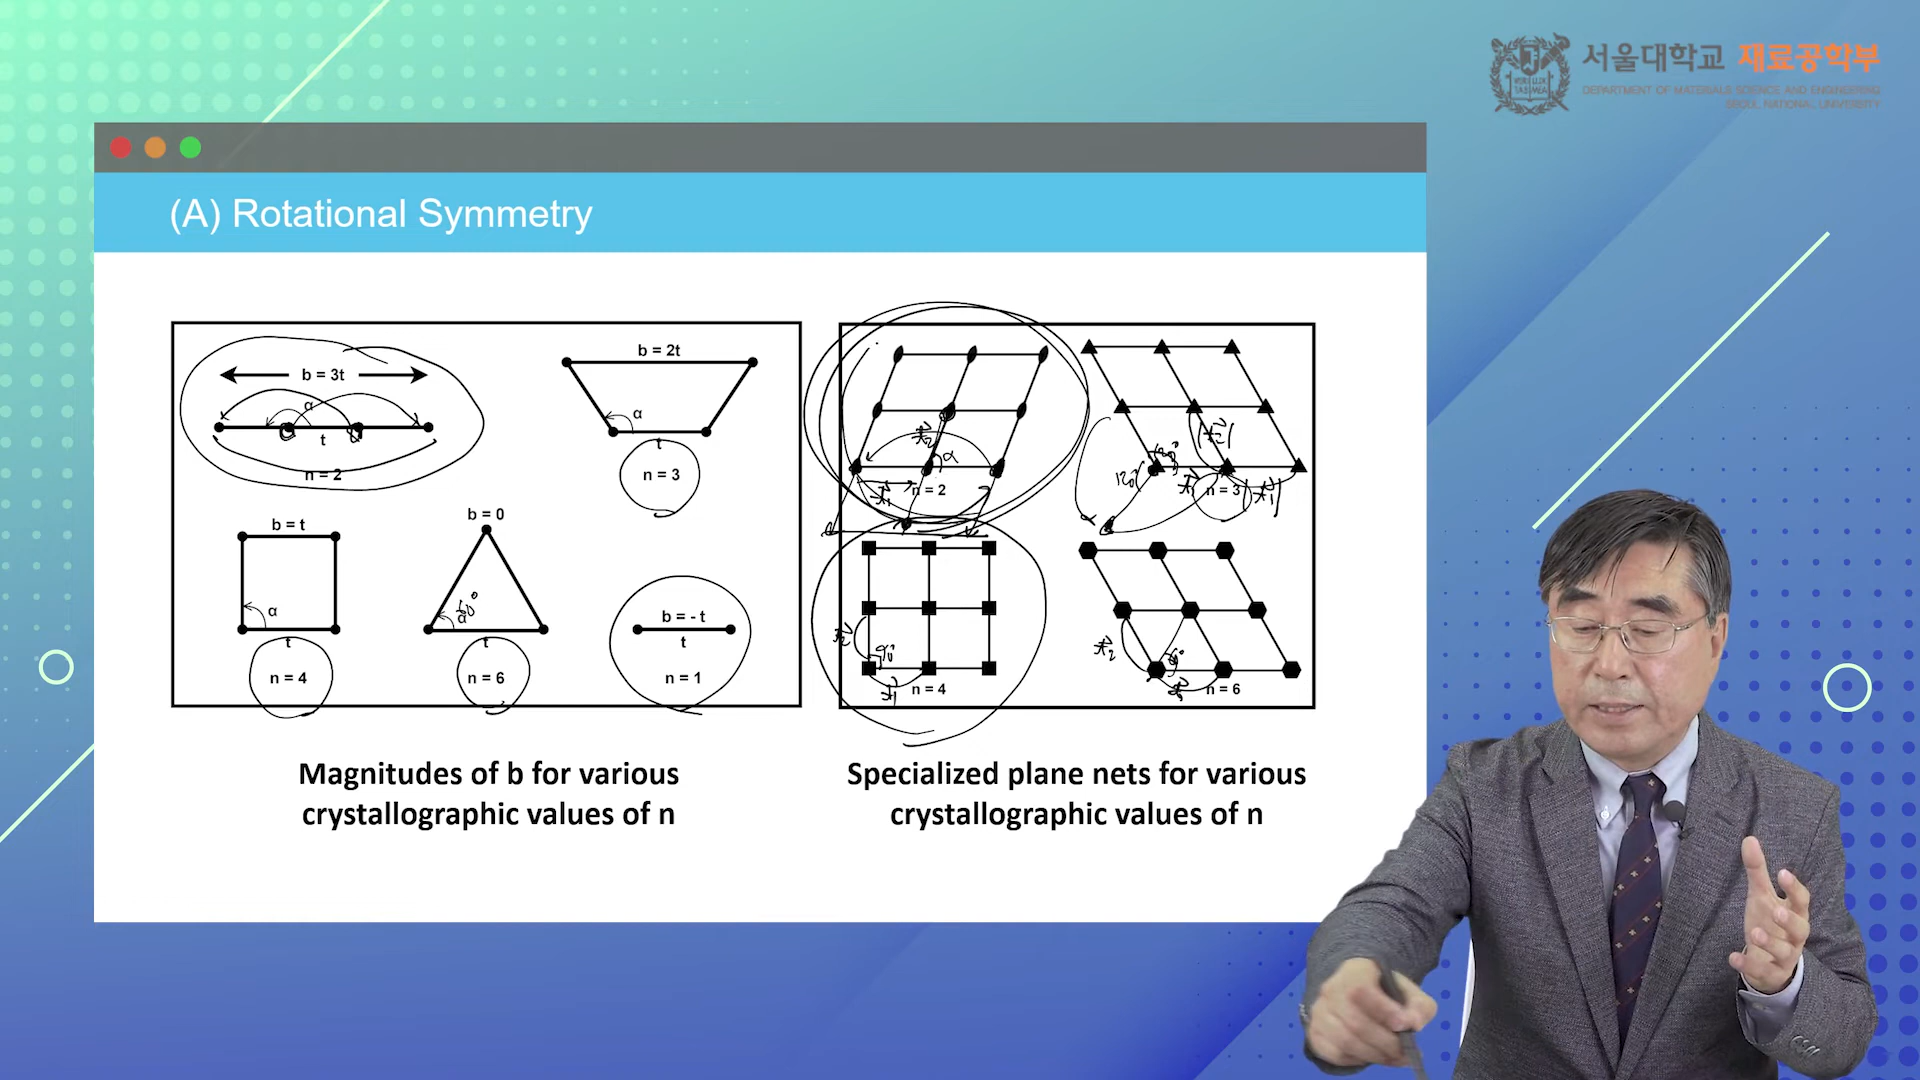 서울대학교 재료공학부
DEPARTMENT OF MATERIALS SCIENCE AND ENGINEERING
SEOUL NATIONAL UNIVERSITY
(A) Rotational Symmetry
b = 3t
α
t
n = 2
b = 2t
α
t
n = 3
b = t
α
t
n = 4
b = 0
60°
α
t
n = 6
b = - t
t
n = 1
α
n = 2
n = 3
90°
n = 4
n = 6
Magnitudes of b for various
crystallographic values of n
Specialized plane nets for various
crystallographic values of n